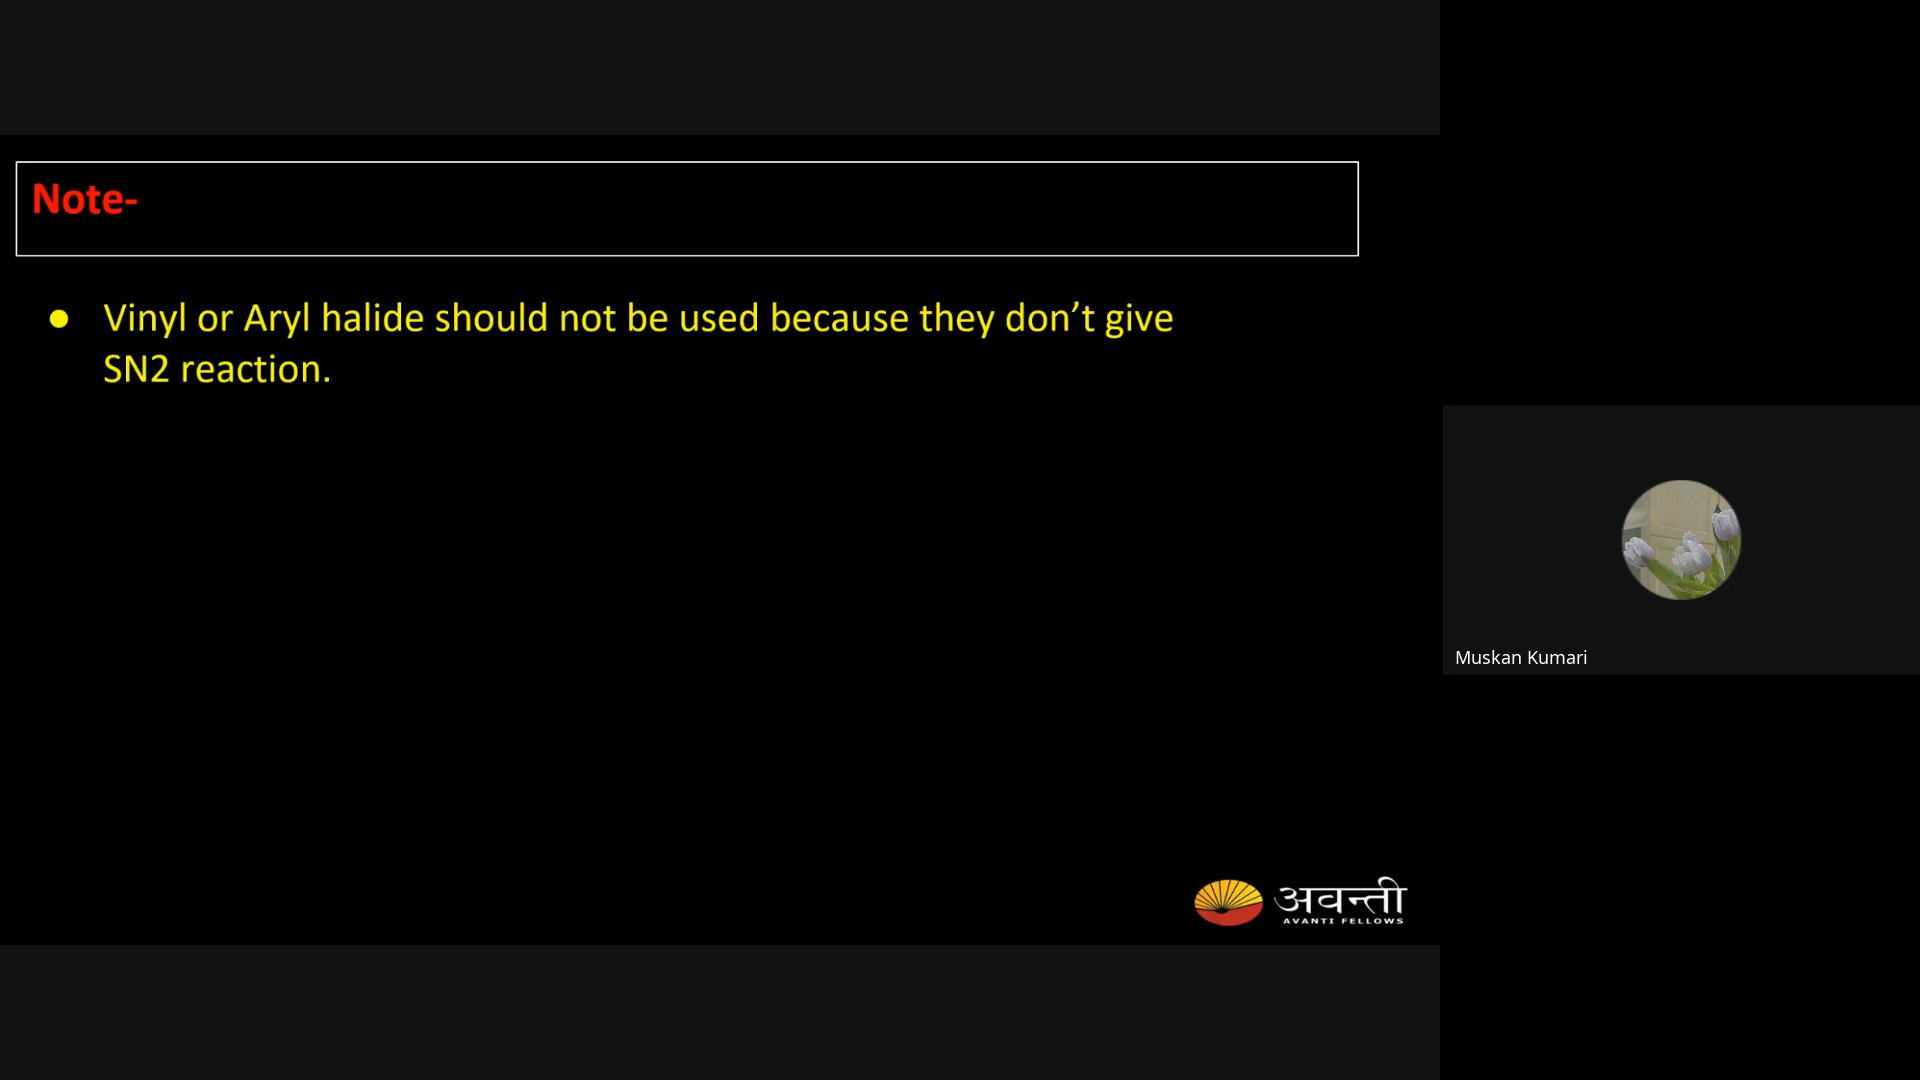 Note-
● Vinyl or Aryl halide should not be used because they don’t give
SN2 reaction.
Muskan Kumari
अवन्ती
AVANTI FELLOWS